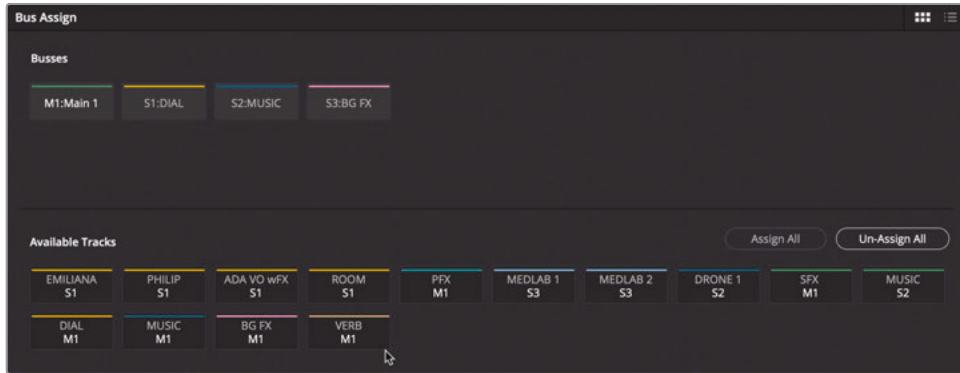 Bus Assign
Busses
M1:Main 1 S1:DIAL S2:MUSIC S3:BG FX
Available Tracks Assign All Un-Assign All
EMILIANA PHILIP ADA VO wFX ROOM PFX MEDLAB 1 MEDLAB 2 DRONE 1 SFX MUSIC
S1 S1 S1 S1 M1 S3 S3 S2 M1 S2
DIAL MUSIC BG FX VERB
M1 M1 M1 M1